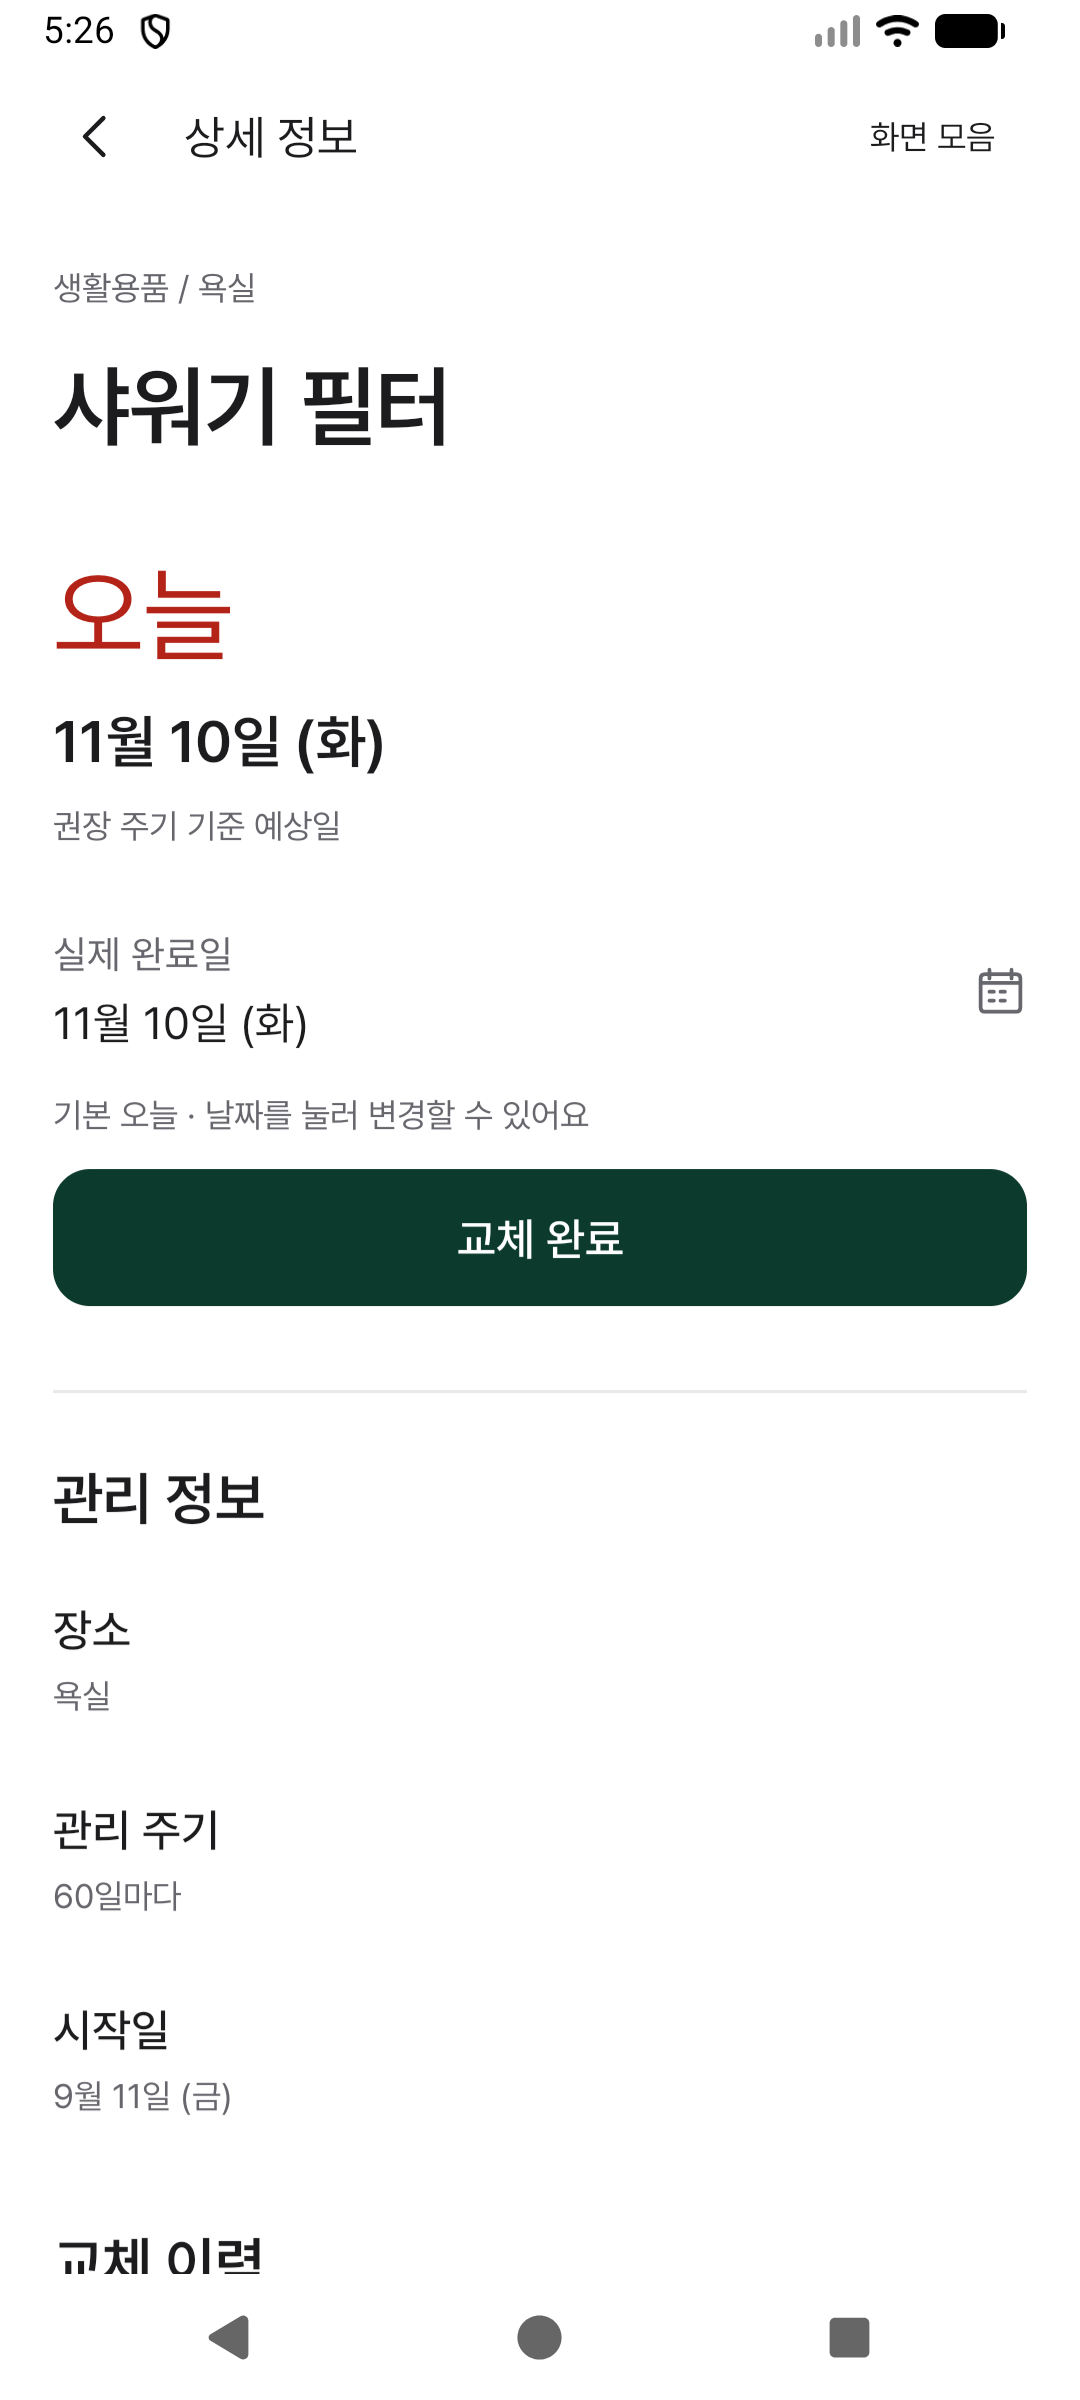 5:26
상세 정보
화면 모음
생활용품 / 욕실
샤워기 필터
오늘
11월 10일 (화)
권장 주기 기준 예상일
실제 완료일
11월 10일 (화)
기본 오늘 · 날짜를 눌러 변경할 수 있어요
교체 완료
관리 정보
장소
욕실
관리 주기
60일마다
시작일
9월 11일 (금)
교체 이력